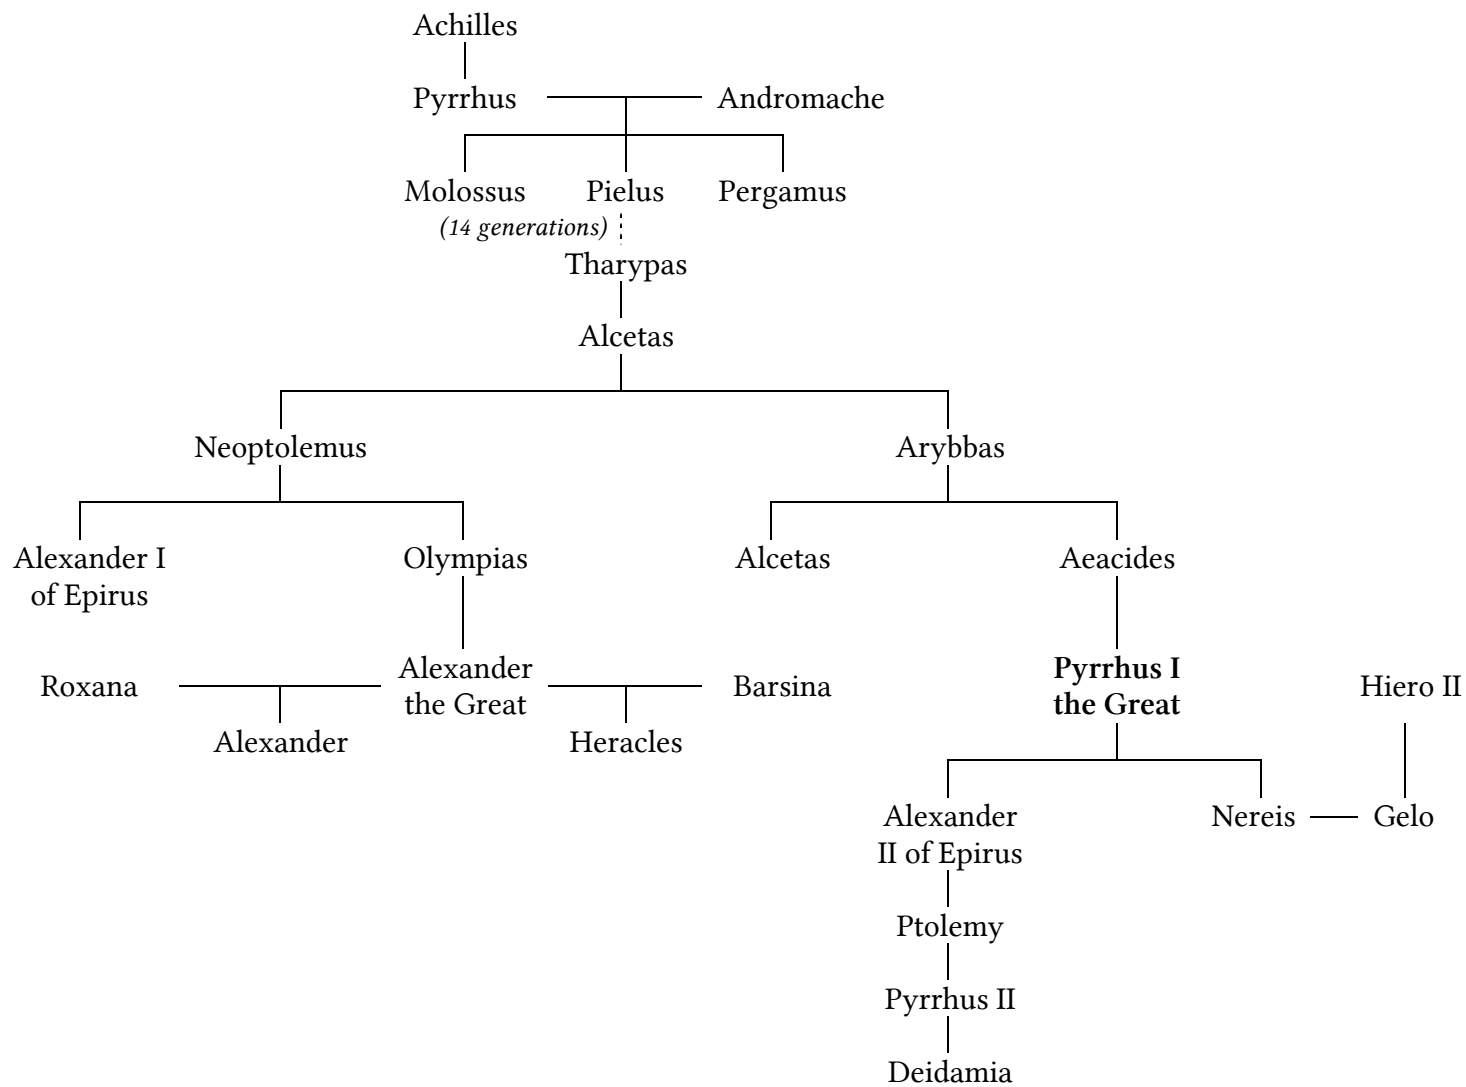 Achilles
Pyrrhus
Andromache
Molossus
Pielus
Pergamus
(14 generations)
Tharypas
Alcetas
Neoptolemus
Arybbas
Alexander I
of Epirus
Olympias
Alcetas
Aeacides
Roxana
Alexander
the Great
Barsina
Pyrrhus I
the Great
Hiero II
Alexander
Heracles
Alexander
II of Epirus
Nereis
Gelo
Ptolemy
Pyrrhus II
Deidamia